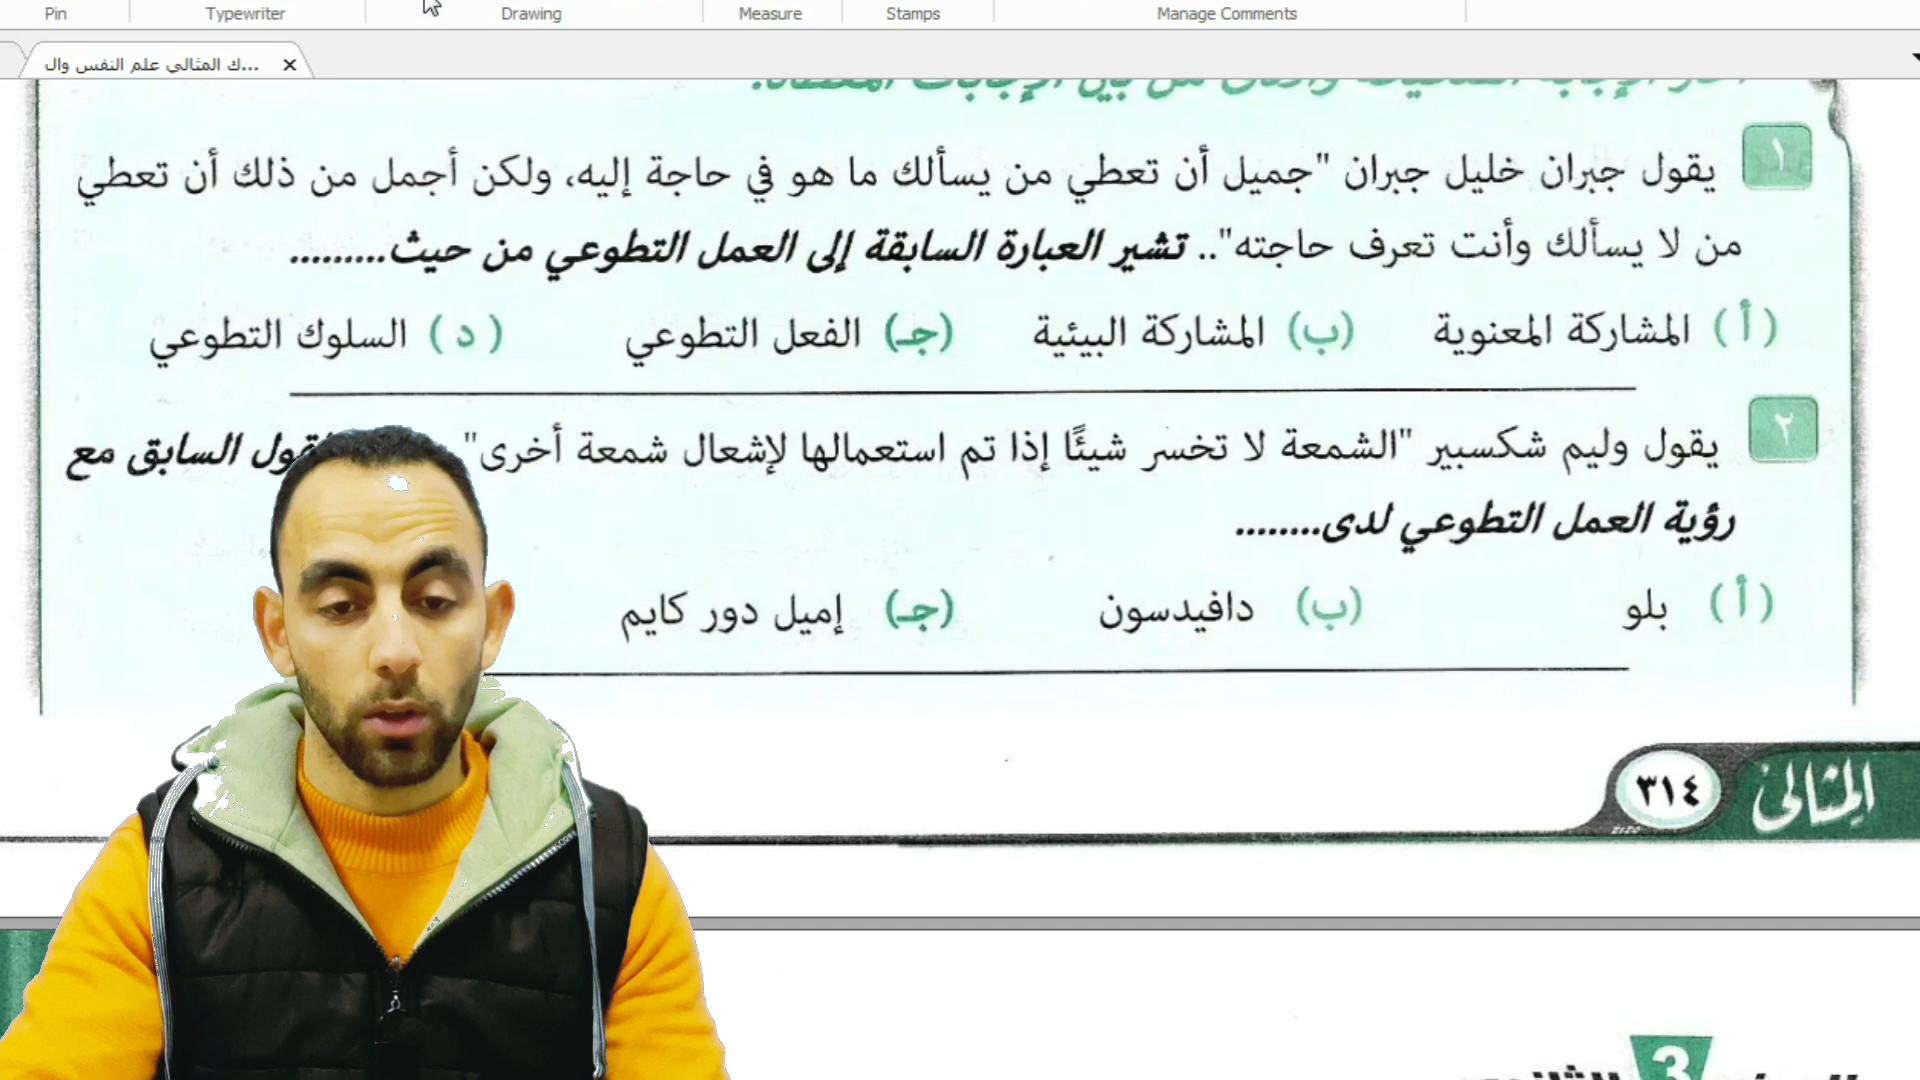 Pin Typewriter Drawing Measure Stamps Manage Comments
ك المثالي علم النفس وال...
١ يقول جبران خليل جبران "جميل أن تعطي من يسألك ما هو في حاجة إليه، ولكن أجمل من ذلك أن تعطي
من لا يسألك وأنت تعرف حاجته".. تشير العبارة السابقة إلى العمل التطوعي من حيث.........
(أ) المشاركة المعنوية (ب) المشاركة البيئية (جـ) الفعل التطوعي (د) السلوك التطوعي
٢ يقول وليم شكسبير "الشمعة لا تخسر شيئًا إذا تم استعمالها لإشعال شمعة أخرى" السابق مع
رؤية العمل التطوعي لدى........
(أ) بلو (ب) دافيدسون (جـ) إميل دور كايم
المثالى ٣١٤
3